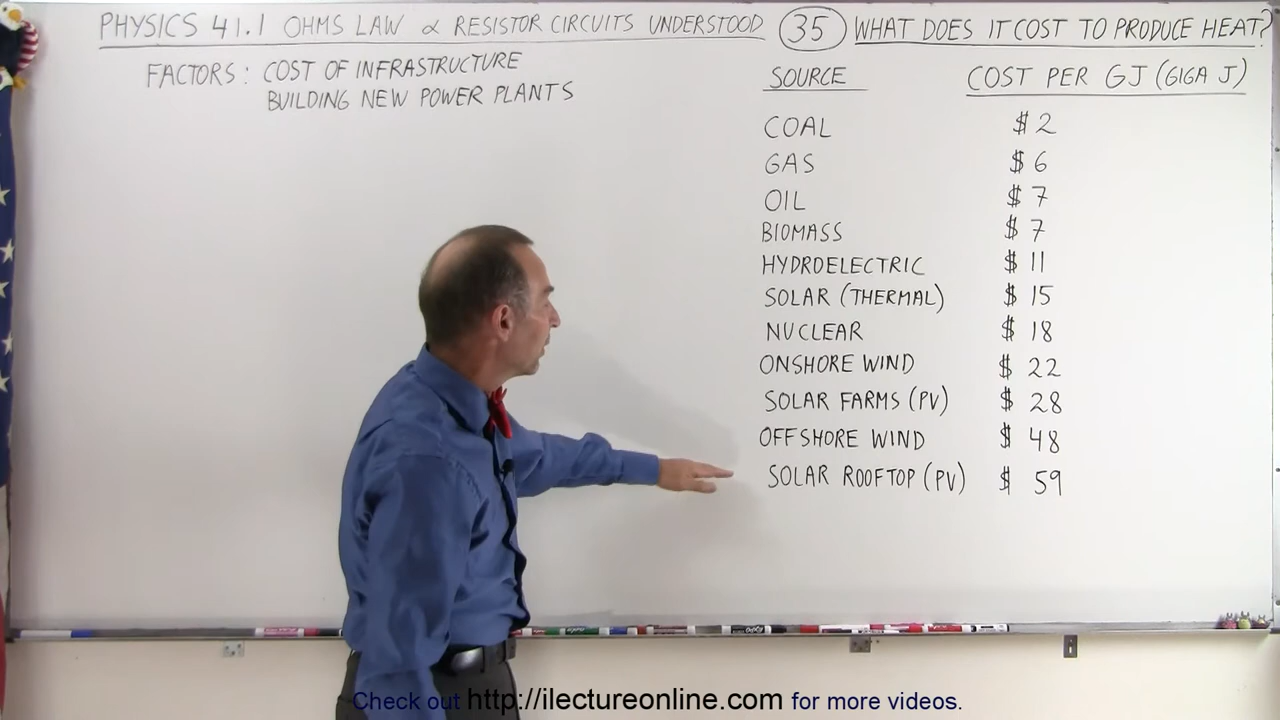 PHYSICS 41.1 OHMS LAW & RESISTOR CIRCUITS UNDERSTOOD 35 WHAT DOES IT COST TO PRODUCE HEAT?
FACTORS: COST OF INFRASTRUCTURE
BUILDING NEW POWER PLANTS
SOURCE COST PER GJ (GIGA J)
COAL $ 2
GAS $ 6
OIL $ 7
BIOMASS $ 7
HYDROELECTRIC $ 11
SOLAR (THERMAL) $ 15
NUCLEAR $ 18
ONSHORE WIND $ 22
SOLAR FARMS (PV) $ 28
OFFSHORE WIND $ 48
SOLAR ROOFTOP (PV) $ 59
Check out http://ilectureonline.com for more videos.